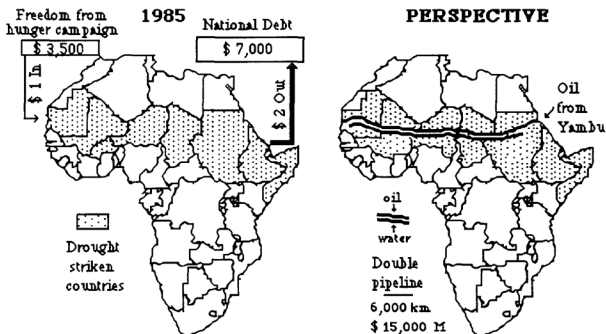 Freedom from
hunger campaign
$ 3,500
1985
National Debt
$ 7,000
$ 1 In
$ 2 Out
Drought
striken
countries
PERSPECTIVE
Oil
from
Yambu
oil
water
Double
pipeline
6,000 km
$ 15,000 M